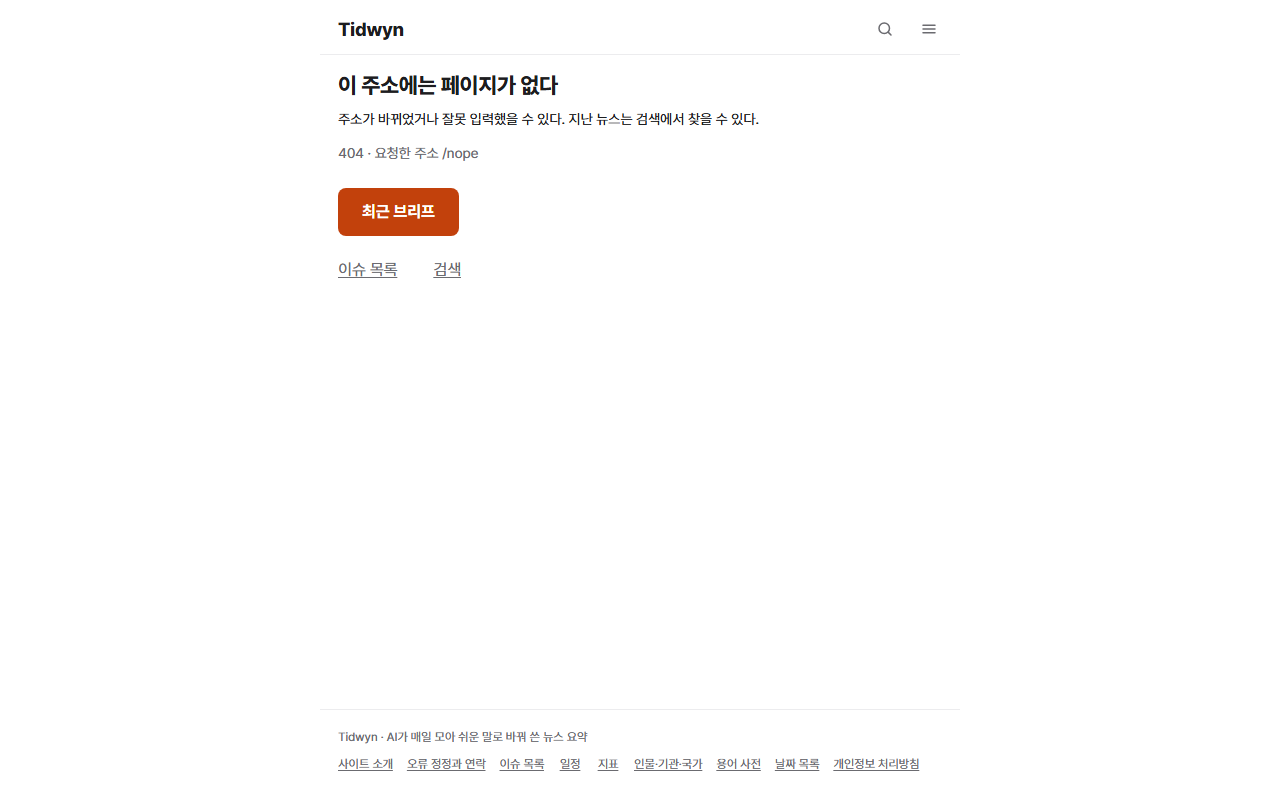 Tidwyn
이 주소에는 페이지가 없다
주소가 바뀌었거나 잘못 입력했을 수 있다. 지난 뉴스는 검색에서 찾을 수 있다.
404 · 요청한 주소 /nope
최근 브리프
이슈 목록 검색
Tidwyn · AI가 매일 모아 쉬운 말로 바꿔 쓴 뉴스 요약
사이트 소개 오류 정정과 연락 이슈 목록 일정 지표 인물·기관·국가 용어 사전 날짜 목록 개인정보 처리방침